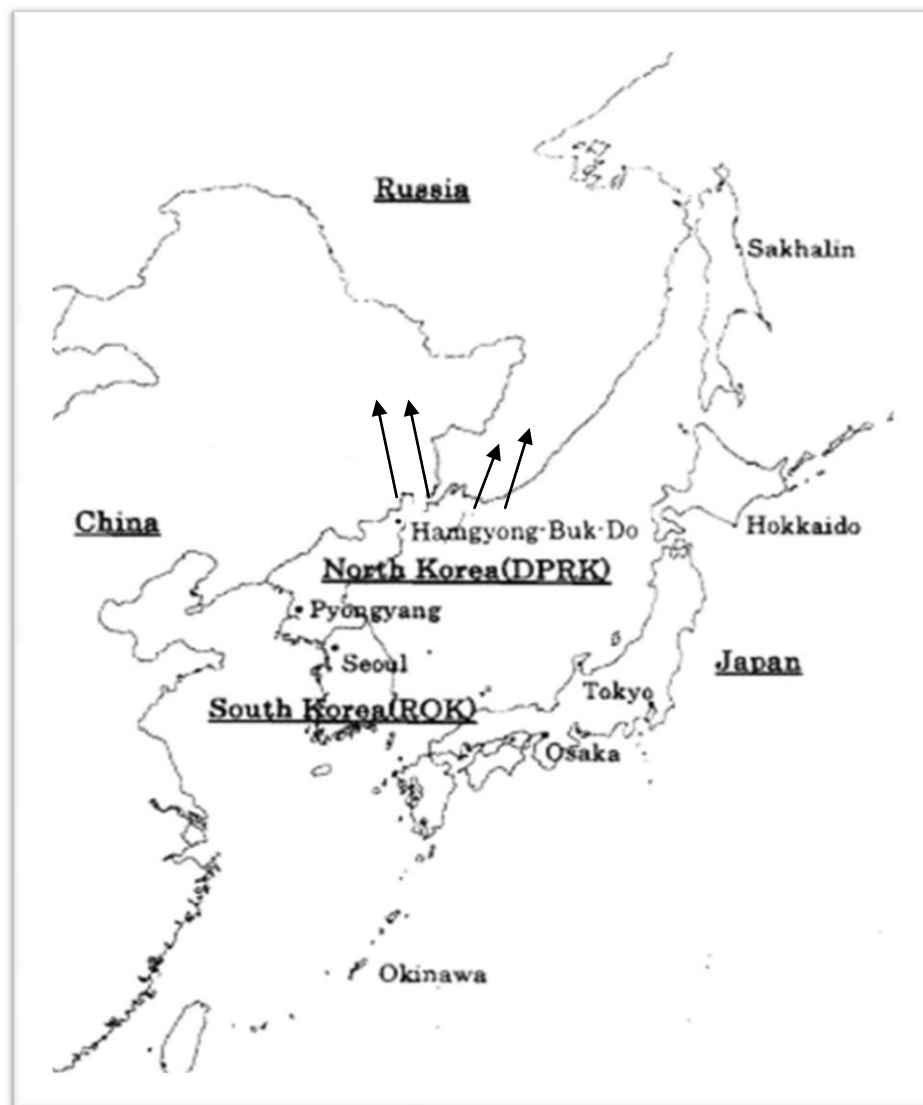 Russia
Sakhalin
China
Hamgyong-Buk-Do
Hokkaido
North Korea(DPRK)
Pyongyang
Seoul
Japan
Tokyo
South Korea(ROK)
Osaka
Okinawa